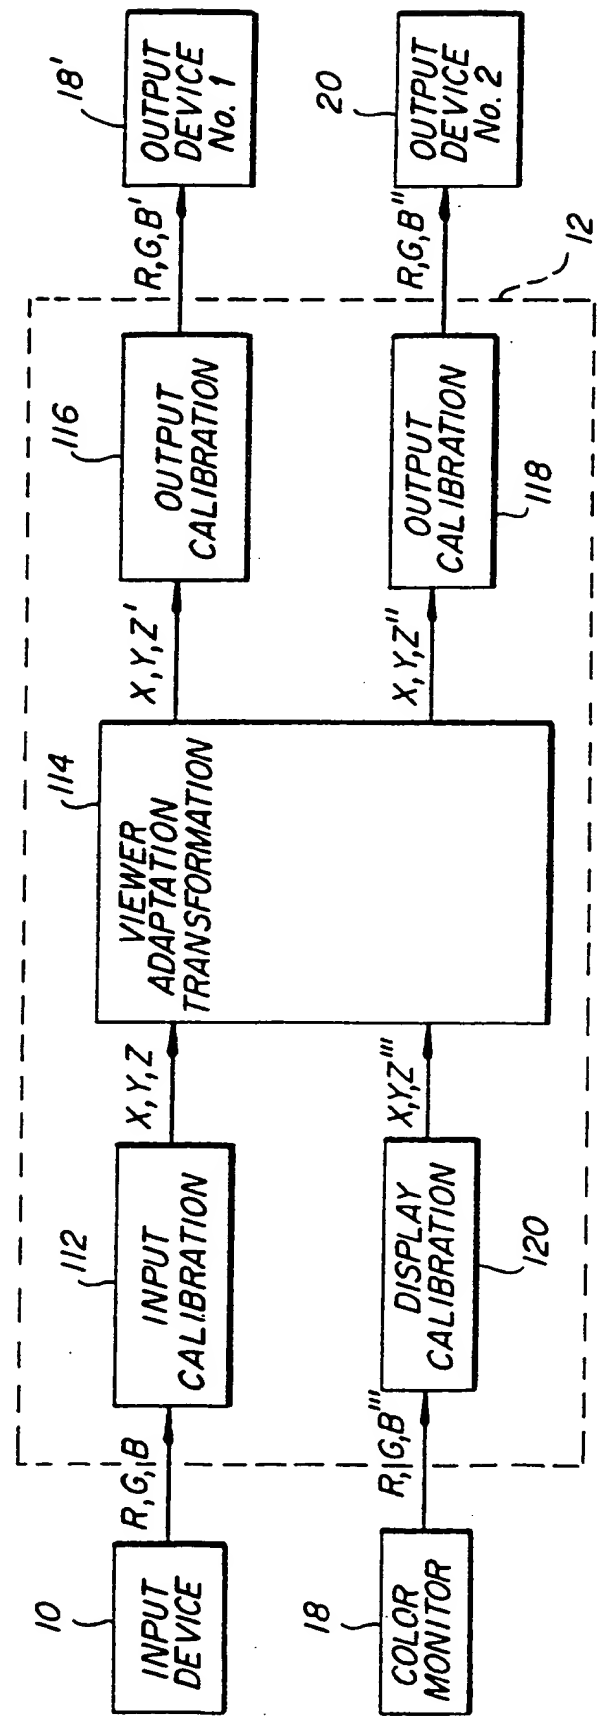 10
INPUT
DEVICE
R,G,B
112
INPUT
CALIBRATION
X,Y,Z
114
VIEWER
ADAPTATION
TRANSFORMATION
X,Y,Z'
116
OUTPUT
CALIBRATION
R,G,B'
18'
OUTPUT
DEVICE
No. 1
18
COLOR
MONITOR
R,G,B'''
DISPLAY
CALIBRATION
120
X,Y,Z'''
X,Y,Z''
OUTPUT
CALIBRATION
118
R,G,B''
20
OUTPUT
DEVICE
No. 2
12